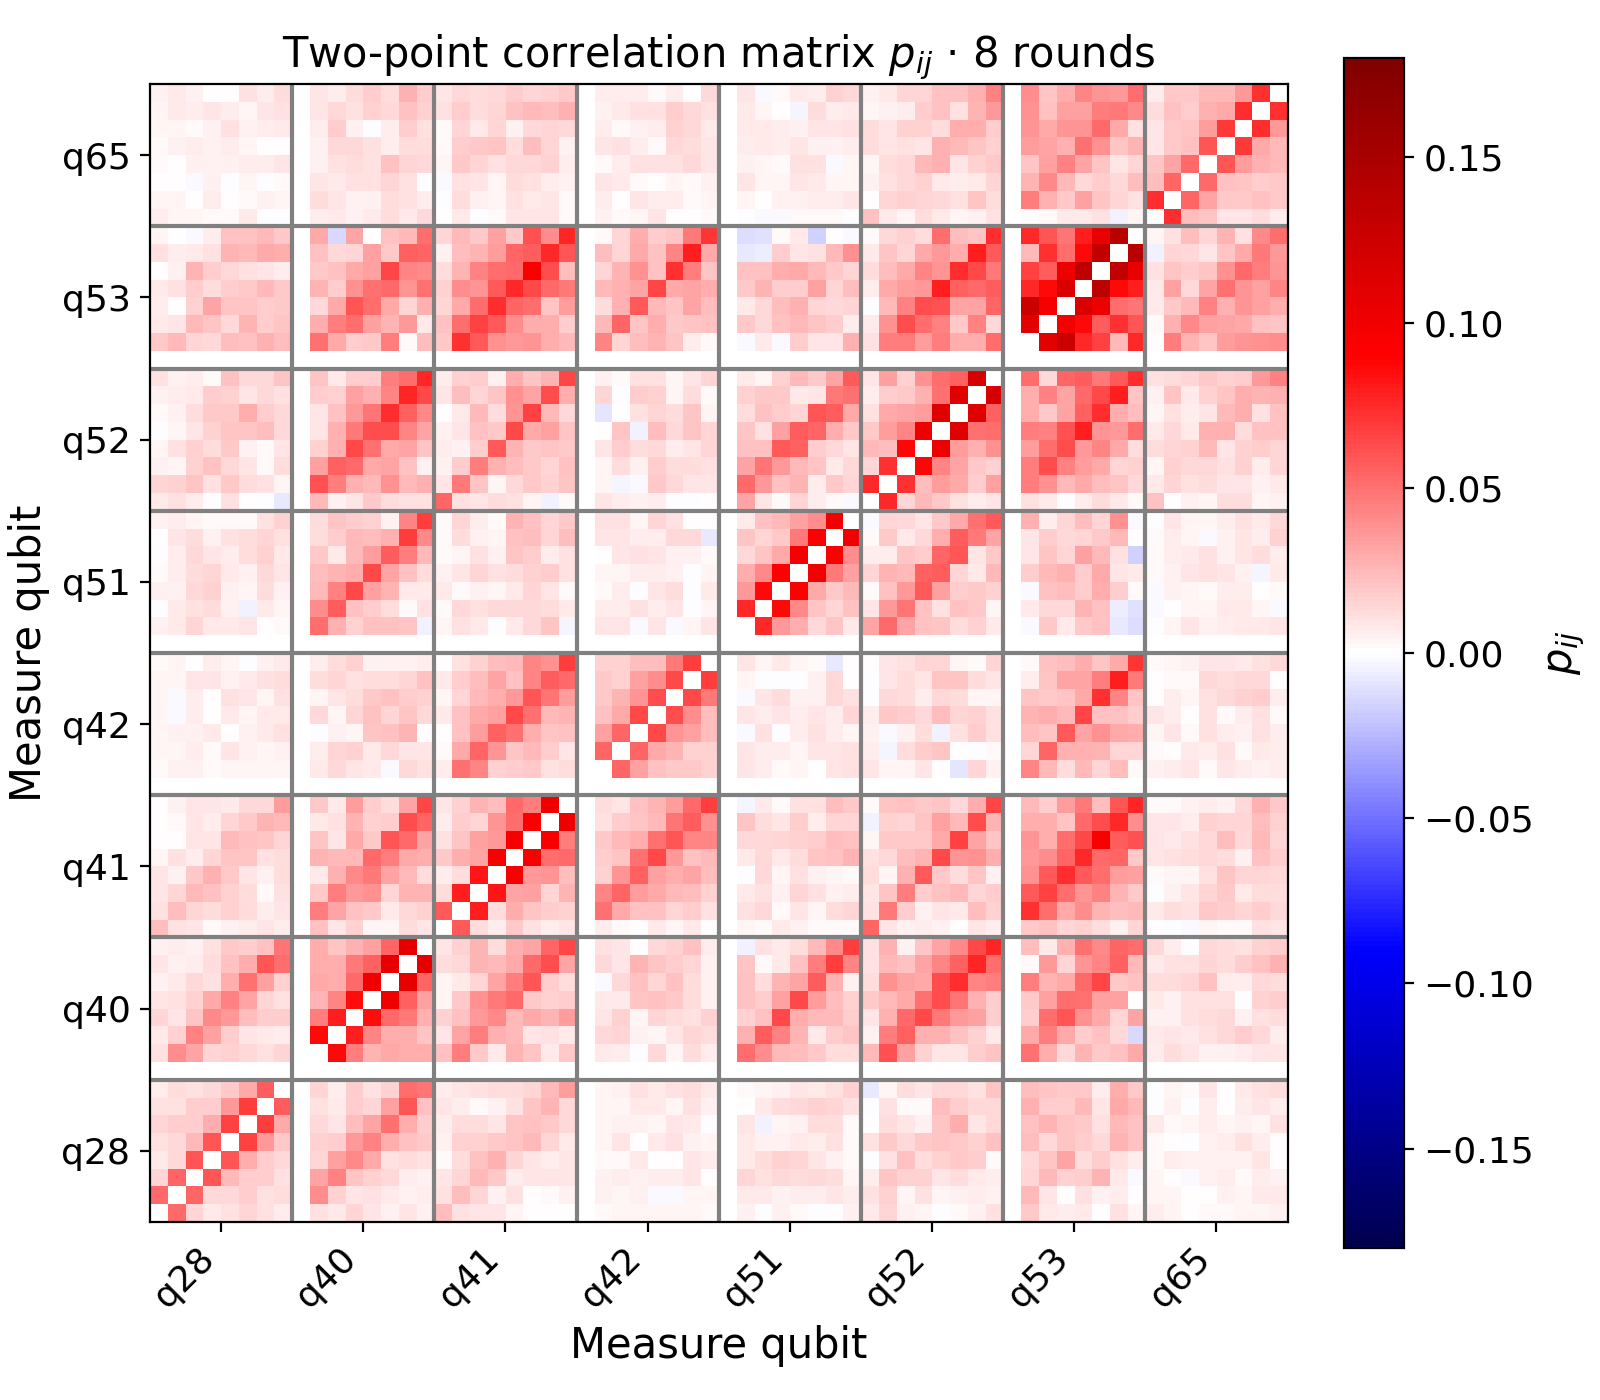 Two-point correlation matrix pij · 8 rounds
q65
q53
q52
q51
q42
q41
q40
q28
Measure qubit
q28
q40
q41
q42
q51
q52
q53
q65
Measure qubit
0.15
0.10
0.05
0.00
−0.05
−0.10
−0.15
pij